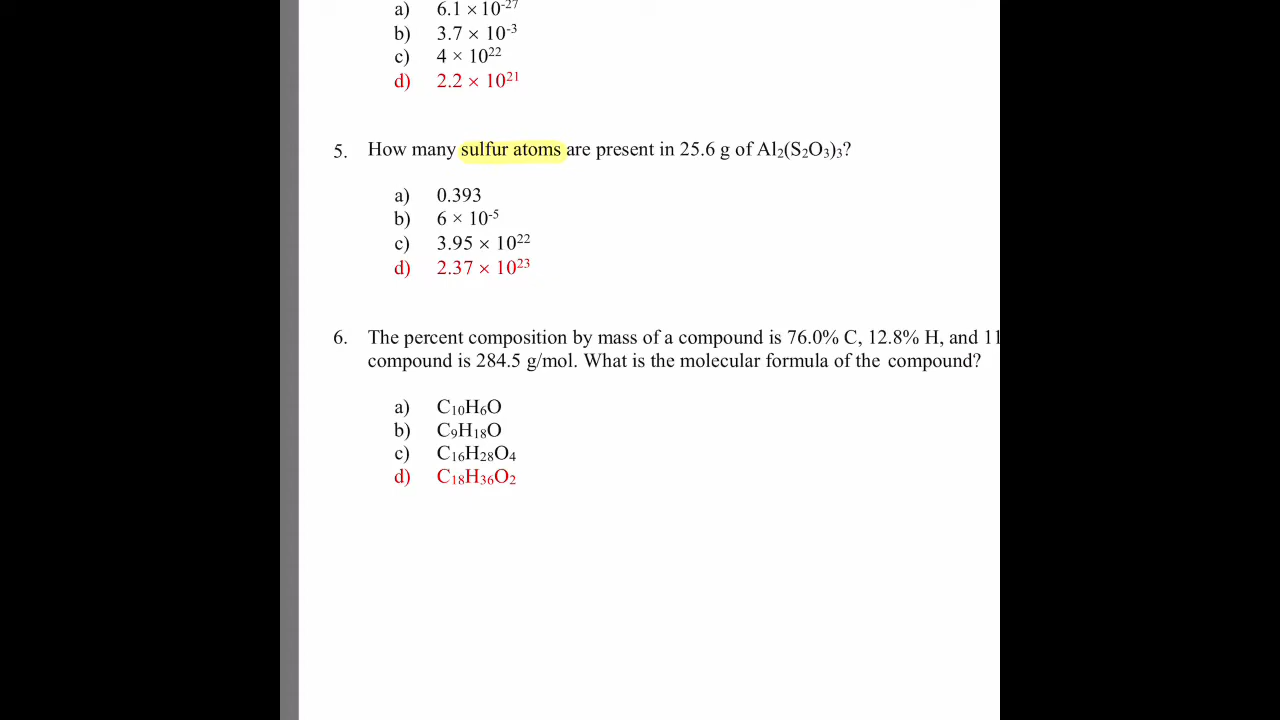 a) 6.1 × 10⁻²⁷
b) 3.7 × 10⁻³
c) 4 × 10²²
d) 2.2 × 10²¹
5. How many sulfur atoms are present in 25.6 g of Al₂(S₂O₃)₃?
a) 0.393
b) 6 × 10⁻⁵
c) 3.95 × 10²²
d) 2.37 × 10²³
6. The percent composition by mass of a compound is 76.0% C, 12.8% H, and 11
compound is 284.5 g/mol. What is the molecular formula of the compound?
a) C₁₀H₆O
b) C₉H₁₈O
c) C₁₆H₂₈O₄
d) C₁₈H₃₆O₂